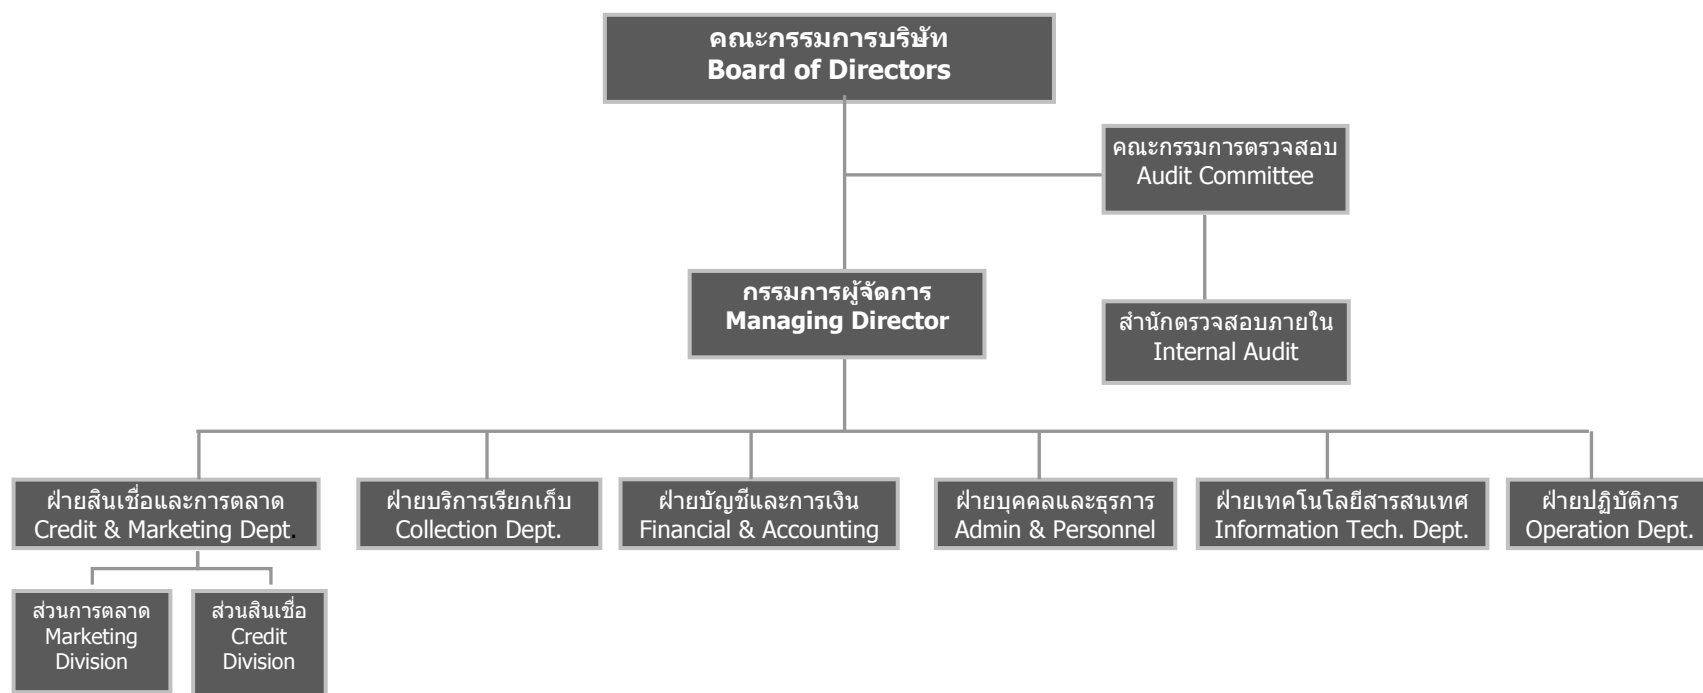 คณะกรรมการบริษัท
Board of Directors
คณะกรรมการตรวจสอบ
Audit Committee
กรรมการผู้จัดการ
Managing Director
สำนักตรวจสอบภายใน
Internal Audit
ฝ่ายสินเชื่อและการตลาด
Credit & Marketing Dept.
ฝ่ายบริการเรียกเก็บ
Collection Dept.
ฝ่ายบัญชีและการเงิน
Financial & Accounting
ฝ่ายบุคคลและธุรการ
Admin & Personnel
ฝ่ายเทคโนโลยีสารสนเทศ
Information Tech. Dept.
ฝ่ายปฏิบัติการ
Operation Dept.
ส่วนการตลาด
Marketing
Division
ส่วนสินเชื่อ
Credit
Division